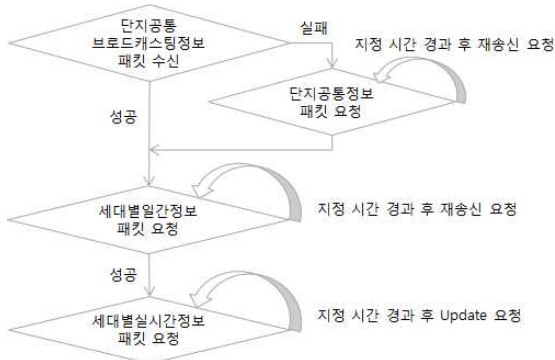 단지공통
브로드캐스팅정보
패킷 수신
실패
지정 시간 경과 후 재송신 요청
단지공통정보
패킷 요청
성공
세대별일간정보
패킷 요청
지정 시간 경과 후 재송신 요청
성공
세대별실시간정보
패킷 요청
지정 시간 경과 후 Update 요청